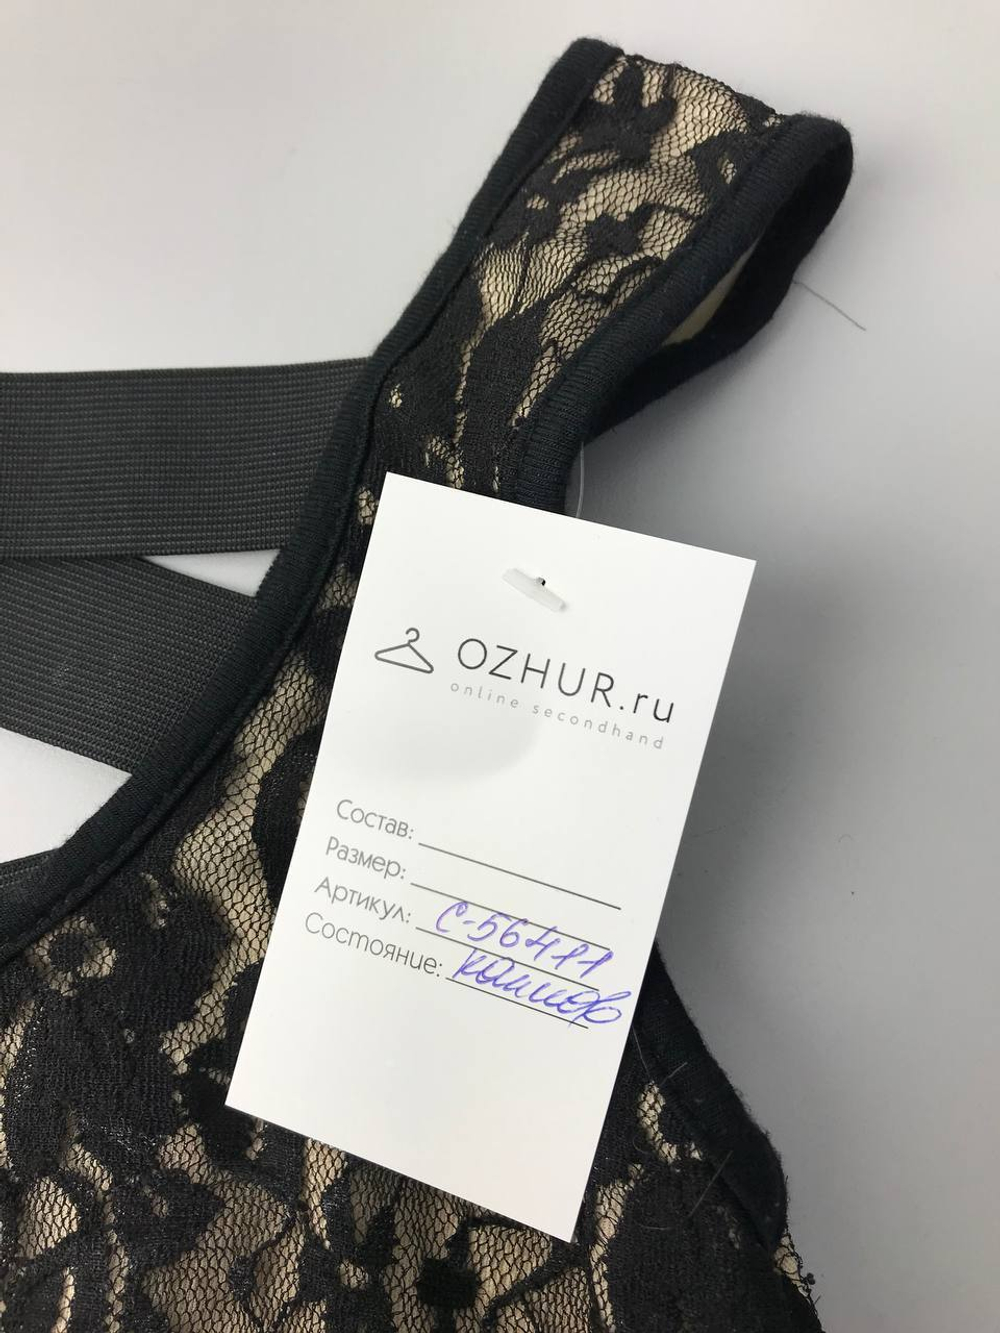 OZHUR.ru
online secondhand
Состав:
Размер:
Артикул: С-56411
Состояние: